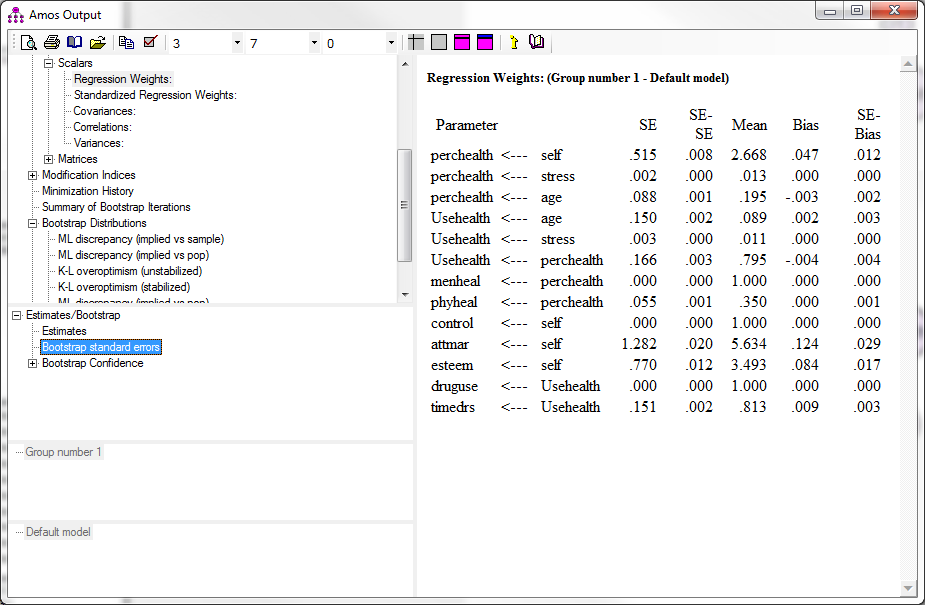 Amos Output
3 7 0
Scalars
Regression Weights:
Standardized Regression Weights:
Covariances:
Correlations:
Variances:
Matrices
Modification Indices
Minimization History
Summary of Bootstrap Iterations
Bootstrap Distributions
ML discrepancy (implied vs sample)
ML discrepancy (implied vs pop)
K-L overoptimism (unstabilized)
K-L overoptimism (stabilized)
ML discrepancy (implied vs pop)
Estimates/Bootstrap
Estimates
Bootstrap standard errors
Bootstrap Confidence
Group number 1
Default model
Regression Weights: (Group number 1 - Default model)
Parameter SE SE-SE Mean Bias SE-Bias
perchealth <--- self .515 .008 2.668 .047 .012
perchealth <--- stress .002 .000 .013 .000 .000
perchealth <--- age .088 .001 .195 -.003 .002
Usehealth <--- age .150 .002 .089 .002 .003
Usehealth <--- stress .003 .000 .011 .000 .000
Usehealth <--- perchealth .166 .003 .795 -.004 .004
menheal <--- perchealth .000 .000 1.000 .000 .000
phyheal <--- perchealth .055 .001 .350 .000 .001
control <--- self .000 .000 1.000 .000 .000
attmar <--- self 1.282 .020 5.634 .124 .029
esteem <--- self .770 .012 3.493 .084 .017
druguse <--- Usehealth .000 .000 1.000 .000 .000
timedrs <--- Usehealth .151 .002 .813 .009 .003